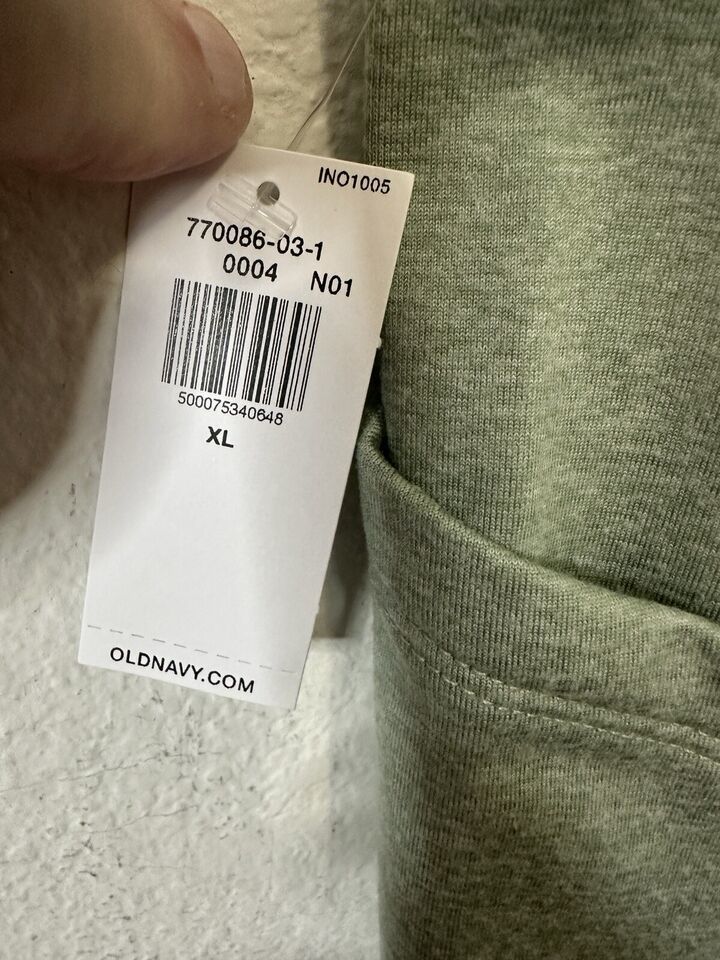 INO1005
770086-03-1
0004 N01
500075340648
XL
OLDNAVY.COM